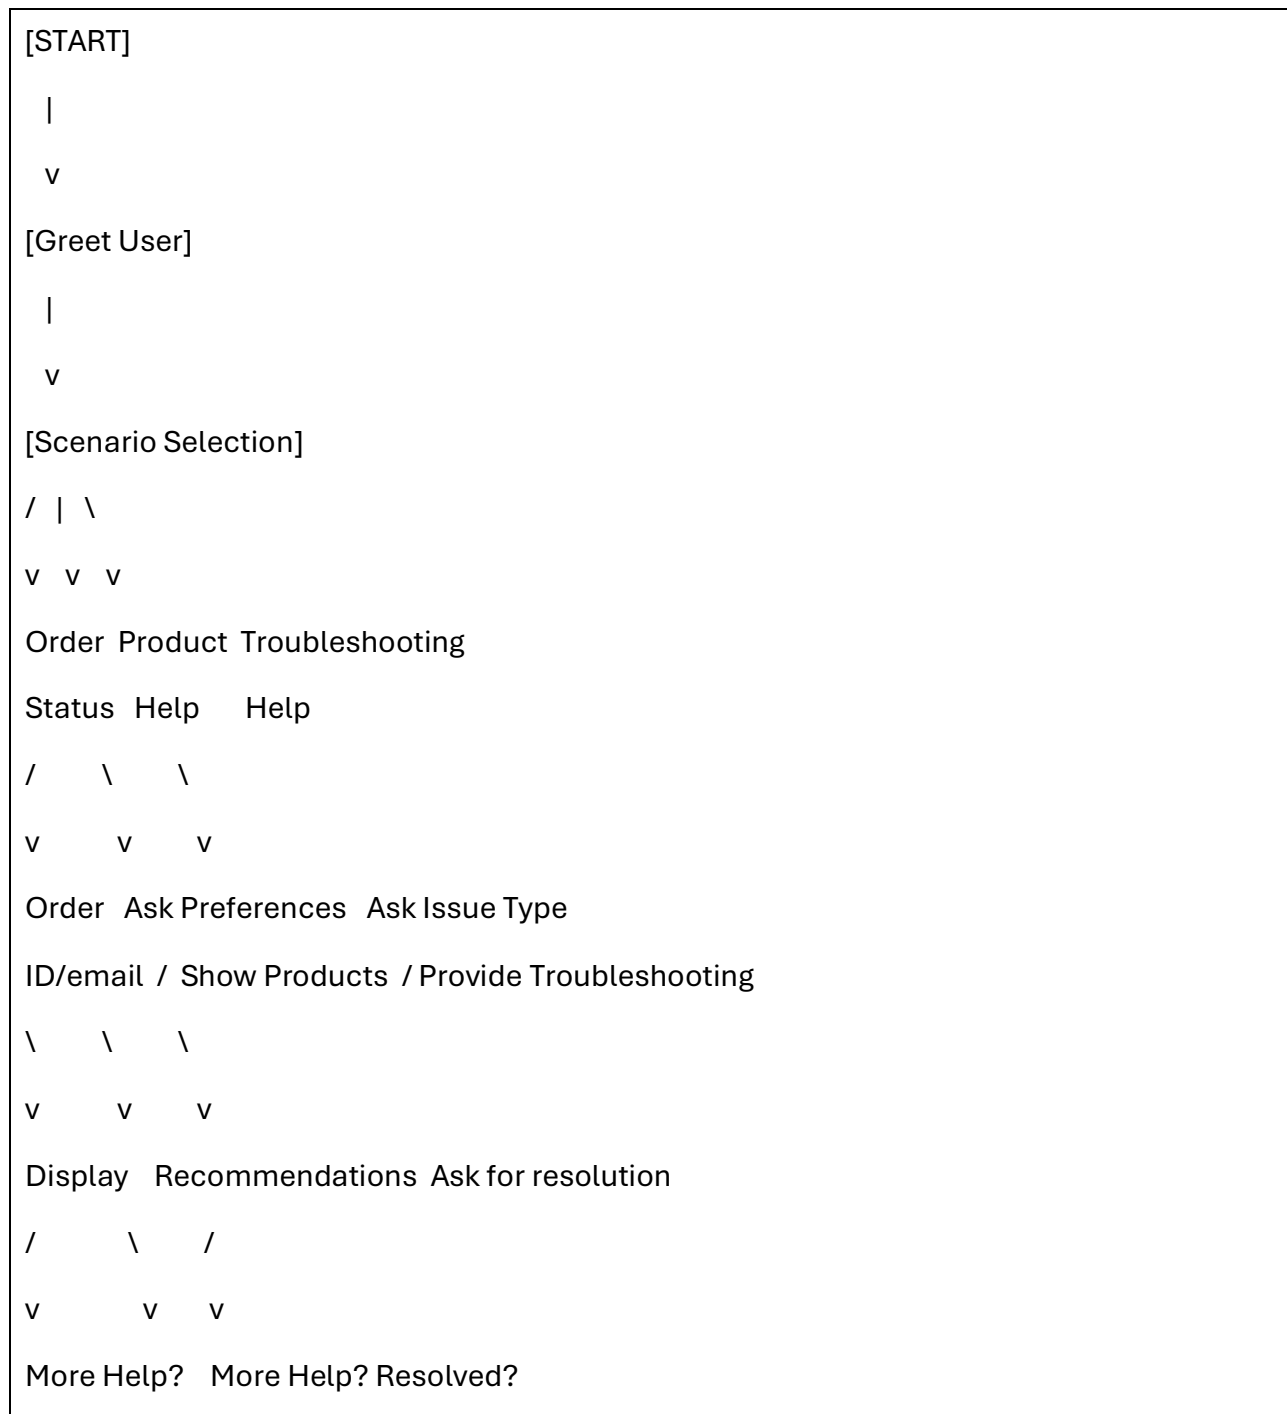 [START]
|
v
[Greet User]
|
v
[Scenario Selection]
/ | \
v v v
Order Product Troubleshooting
Status Help Help
/ \ \
v v v
Order Ask Preferences Ask Issue Type
ID/email / Show Products / Provide Troubleshooting
\ \ \
v v v
Display Recommendations Ask for resolution
/ \ /
v v v
More Help? More Help? Resolved?